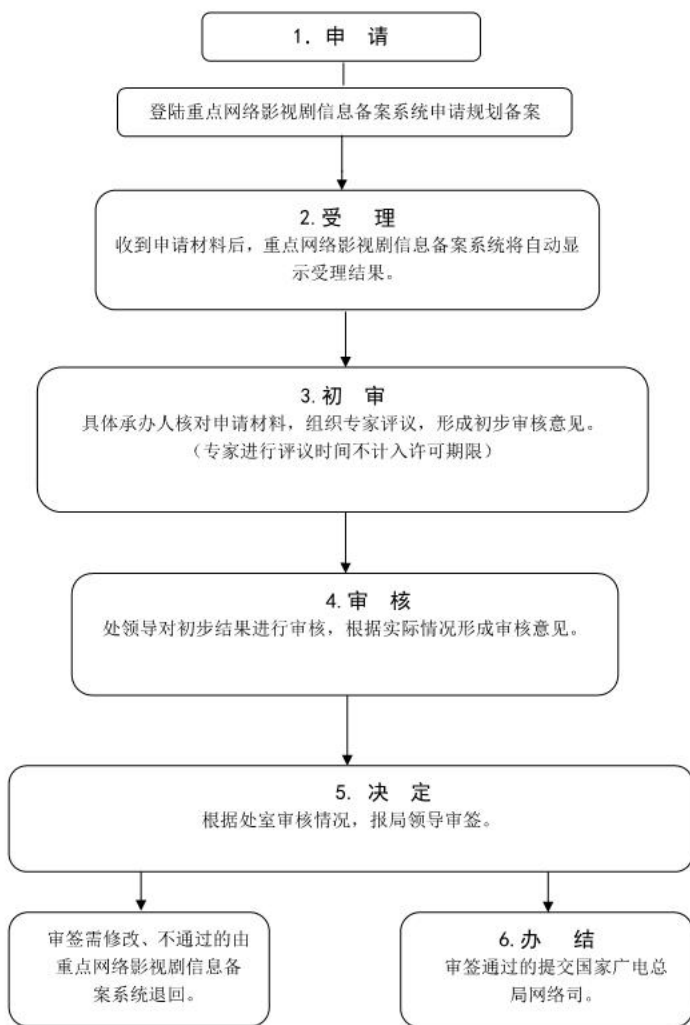 1. 申 请
登陆重点网络影视剧信息备案系统申请规划备案
2.受 理
收到申请材料后，重点网络影视剧信息备案系统将自动显
示受理结果。
3.初 审
具体承办人核对申请材料，组织专家评议，形成初步审核意见。
（专家进行评议时间不计入许可期限）
4.审 核
处领导对初步结果进行审核，根据实际情况形成审核意见。
5. 决 定
根据处室审核情况，报局领导审签。
审签需修改、不通过的由
重点网络影视剧信息备
案系统退回。
6.办 结
审签通过的提交国家广电总
局网络司。